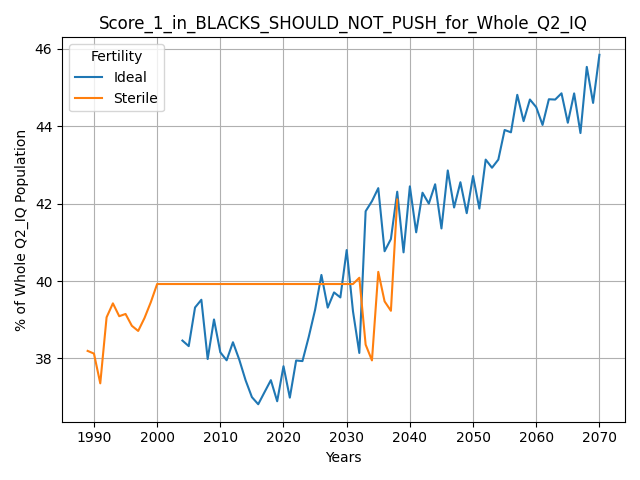 Score_1_in_BLACKS_SHOULD_NOT_PUSH_for_Whole_Q2_IQ
46
44
42
40
38
% of Whole Q2_IQ Population
Fertility
Ideal
Sterile
1990 2000 2010 2020 2030 2040 2050 2060 2070
Years